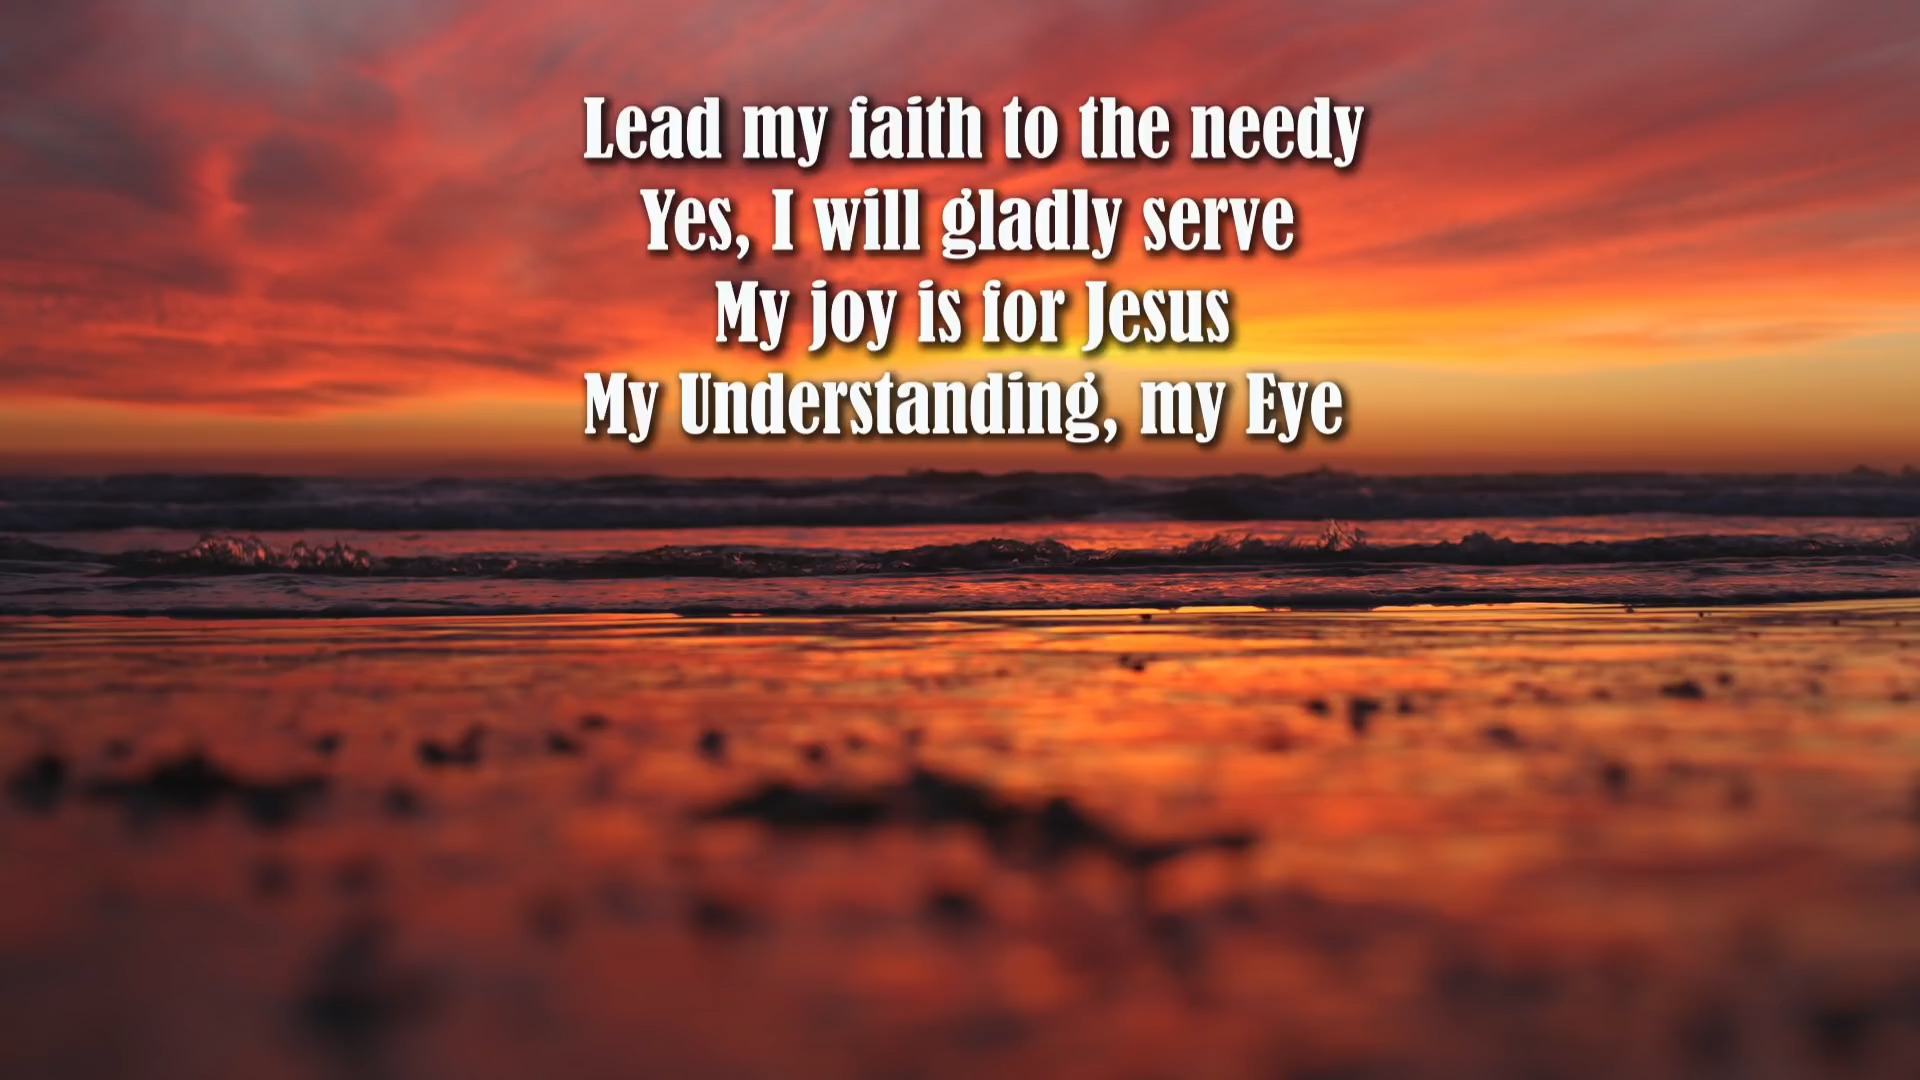 Lead my faith to the needy
Yes, I will gladly serve
My joy is for Jesus
My Understanding, my Eye